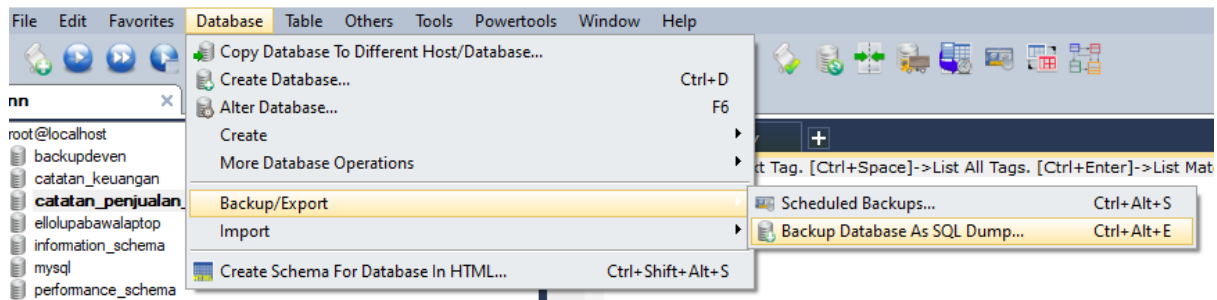 File Edit Favorites Database Table Others Tools Powertools Window Help
Copy Database To Different Host/Database...
Create Database... Ctrl+D
Alter Database... F6
Create
More Database Operations
Backup/Export
Import
Create Schema For Database In HTML... Ctrl+Shift+Alt+S
Scheduled Backups... Ctrl+Alt+S
Backup Database As SQL Dump... Ctrl+Alt+E
Tag. [Ctrl+Space]->List All Tags. [Ctrl+Enter]->List Mat
root@localhost
backupdeven
catatan_keuangan
catatan_penjualan_
ellolupabawalaptop
information_schema
mysql
performance_schema